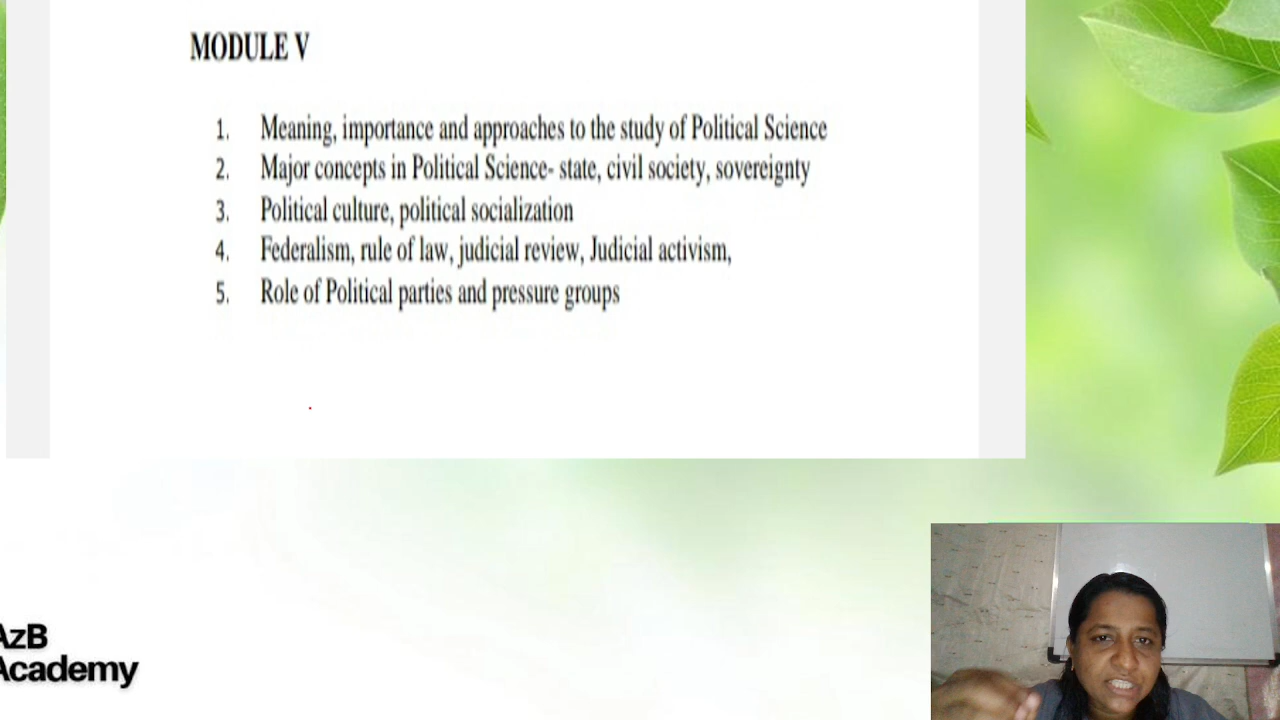 MODULE V
1. Meaning, importance and approaches to the study of Political Science
2. Major concepts in Political Science- state, civil society, sovereignty
3. Political culture, political socialization
4. Federalism, rule of law, judicial review, Judicial activism,
5. Role of Political parties and pressure groups
AzB
Academy